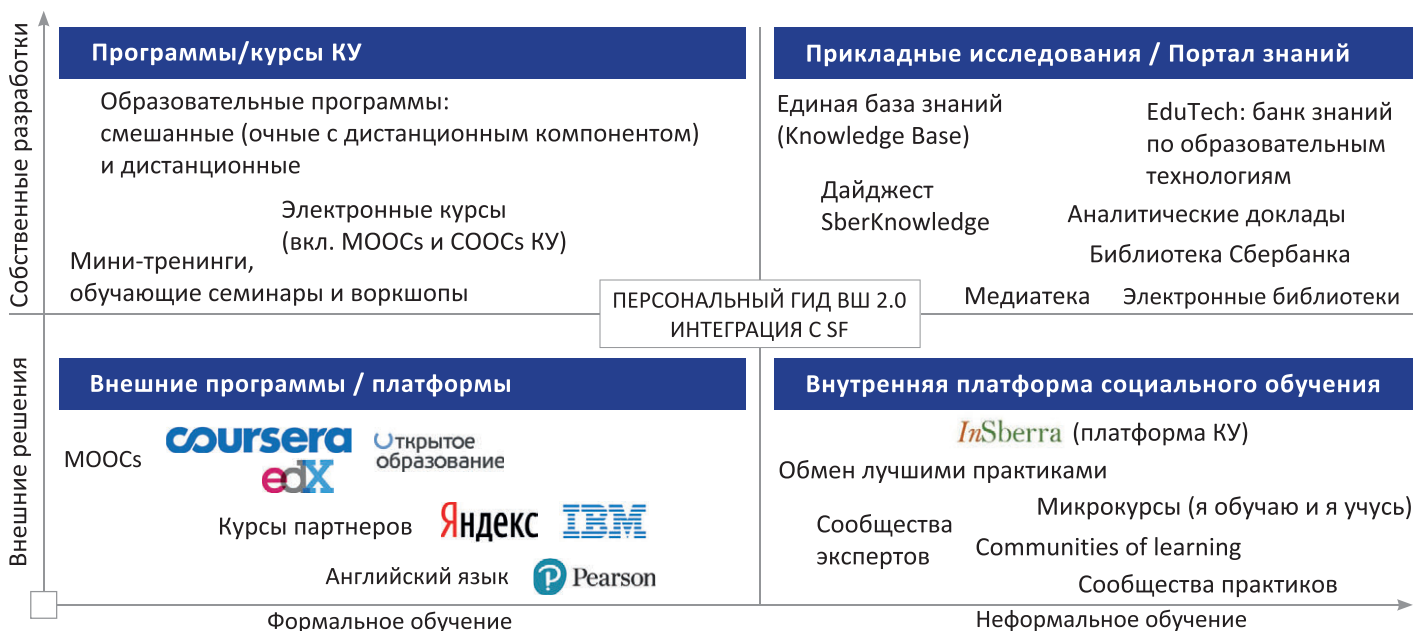 Собственные разработки
Программы/курсы КУ
Образовательные программы:
смешанные (очные с дистанционным компонентом)
и дистанционные
Электронные курсы
(вкл. MOOCs и COOCs КУ)
Мини-тренинги,
обучающие семинары и воркшопы
Прикладные исследования / Портал знаний
Единая база знаний
(Knowledge Base)
EduTech: банк знаний
по образовательным
технологиям
Дайджест
SberKnowledge
Аналитические доклады
Библиотека Сбербанка
Медиатека
Электронные библиотеки
ПЕРСОНАЛЬНЫЙ ГИД ВШ 2.0
ИНТЕГРАЦИЯ С SF
Внешние решения
Внешние программы / платформы
MOOCs
coursera
edX
Открытое
образование
Курсы партнеров
Яндекс
IBM
Английский язык
Pearson
Внутренняя платформа социального обучения
InSberra (платформа КУ)
Обмен лучшими практиками
Микрокурсы (я обучаю и я учусь)
Сообщества
экспертов
Communities of learning
Сообщества практиков
Формальное обучение
Неформальное обучение